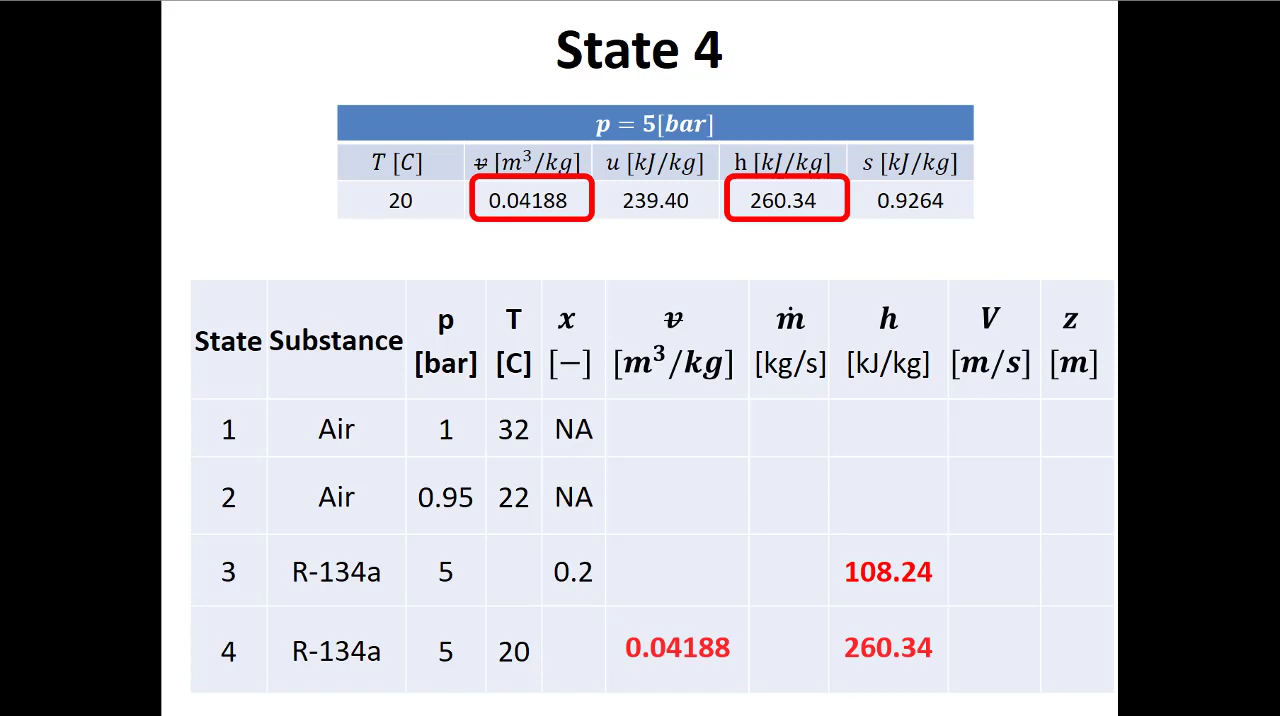 State 4
p = 5[bar]
T [C] v [m³/kg] u [kJ/kg] h [kJ/kg] s [kJ/kg]
20 0.04188 239.40 260.34 0.9264
State Substance p [bar] T [C] x [−] v [m³/kg] ṁ [kg/s] h [kJ/kg] V [m/s] z [m]
1 Air 1 32 NA
2 Air 0.95 22 NA
3 R-134a 5 0.2 108.24
4 R-134a 5 20 0.04188 260.34